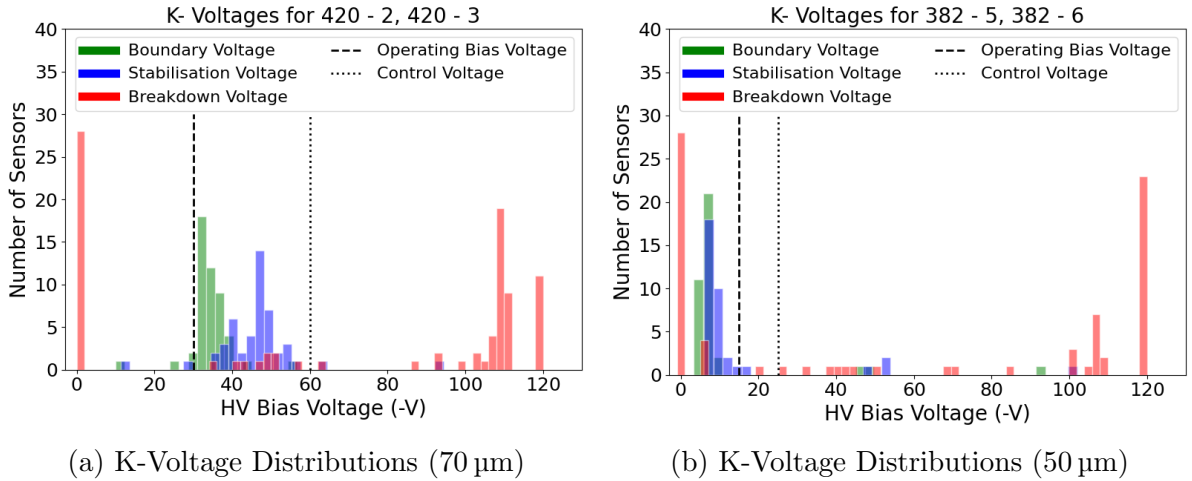 K- Voltages for 420 - 2, 420 - 3
40
35
30
25
20
15
10
5
0
Number of Sensors
Boundary Voltage
Stabilisation Voltage
Breakdown Voltage
Operating Bias Voltage
Control Voltage
0 20 40 60 80 100 120
HV Bias Voltage (-V)
(a) K-Voltage Distributions (70 µm)
K- Voltages for 382 - 5, 382 - 6
40
35
30
25
20
15
10
5
0
Number of Sensors
Boundary Voltage
Stabilisation Voltage
Breakdown Voltage
Operating Bias Voltage
Control Voltage
0 20 40 60 80 100 120
HV Bias Voltage (-V)
(b) K-Voltage Distributions (50 µm)